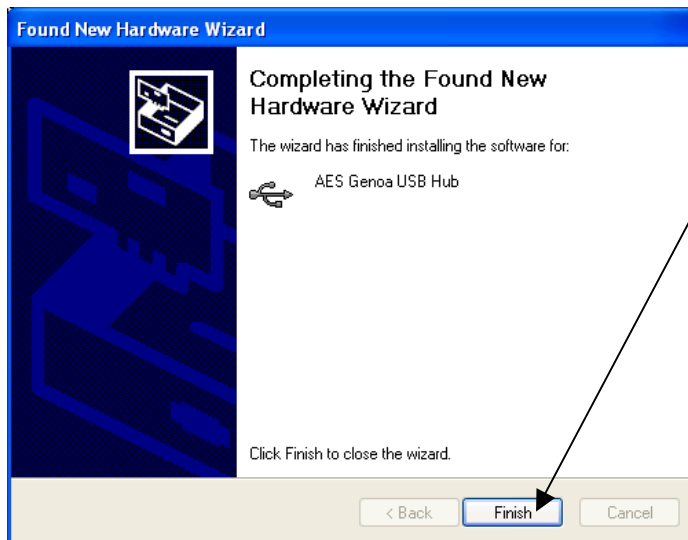 Found New Hardware Wizard
Completing the Found New
Hardware Wizard
The wizard has finished installing the software for:
AES Genoa USB Hub
Click Finish to close the wizard.
< Back
Finish
Cancel